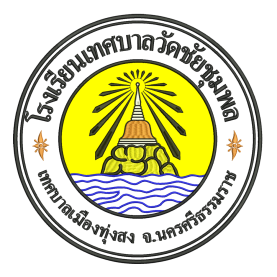 โรงเรียนเทศบาลวัดชัยชุมพล
เทศบาลเมืองทุ่งสง จ.นครศรีธรรมราช